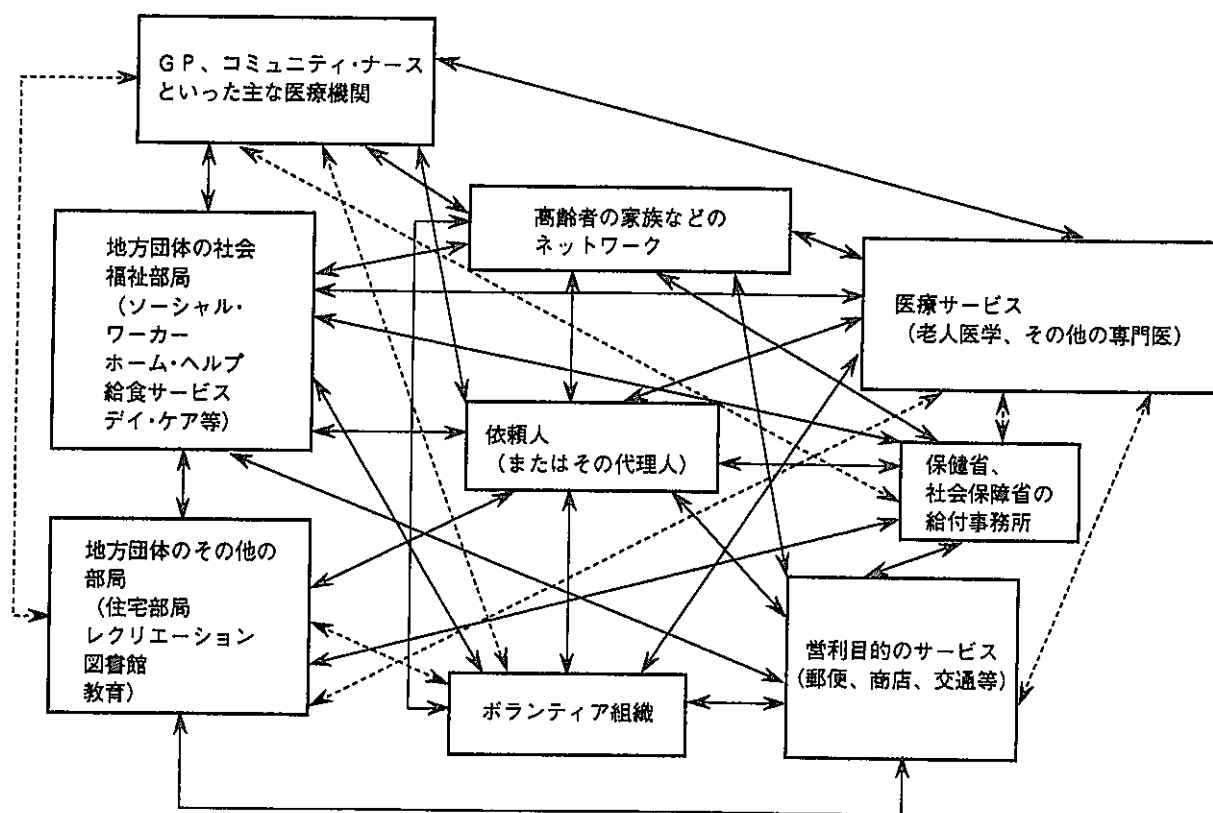 GP、コミュニティ・ナース
といった主な医療機関
高齢者の家族などの
ネットワーク
地方団体の社会
福祉部局
（ソーシャル・
ワーカー
ホーム・ヘルプ
給食サービス
デイ・ケア等）
医療サービス
（老人医学、その他の専門医）
依頼人
（またはその代理人）
保健省、
社会保障省の
給付事務所
地方団体のその他の
部局
（住宅部局
レクリエーション
図書館
教育）
営利目的のサービス
（郵便、商店、交通等）
ボランティア組織